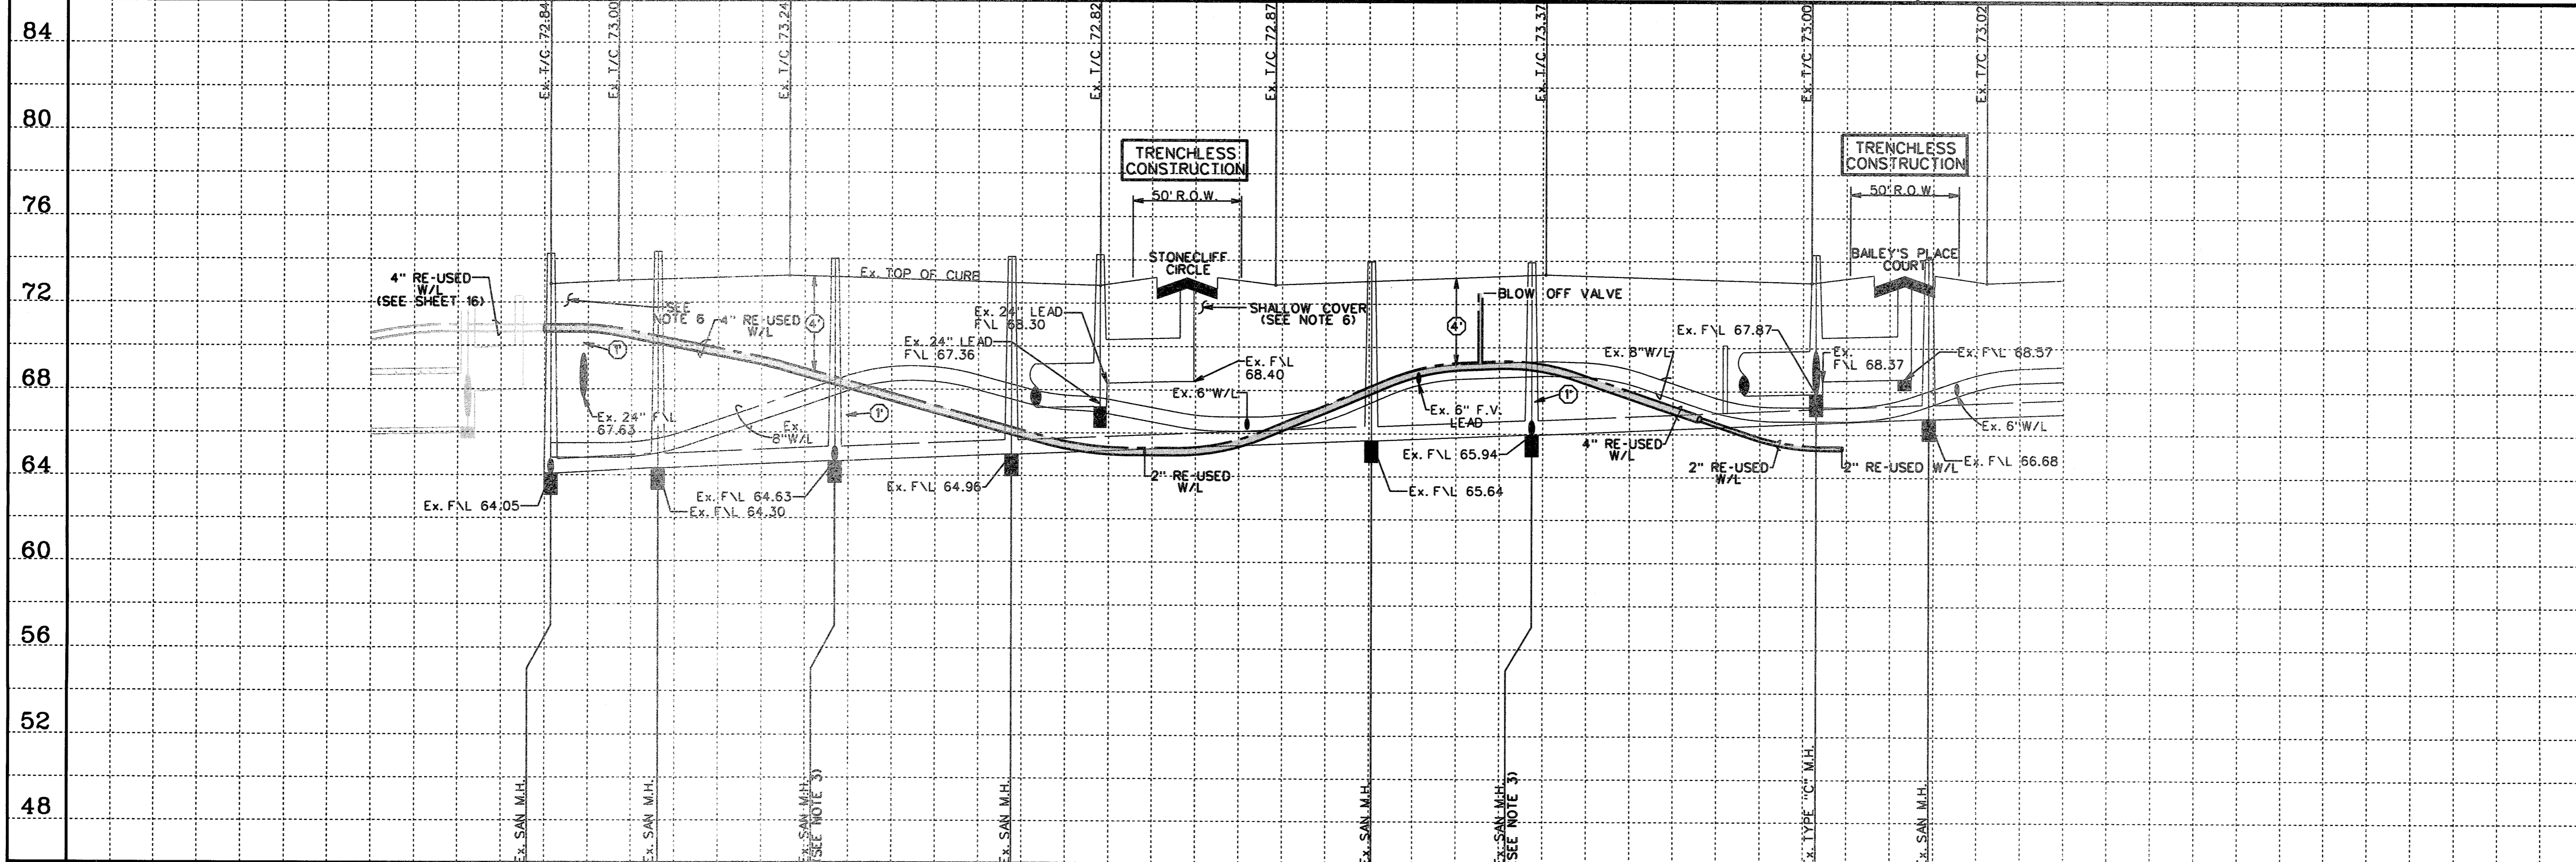 84
80
76
72
68
64
60
56
52
48
Ex. T/C 72.84
Ex. T/C 73.00
Ex. T/C 73.24
Ex. T/C 72.82
Ex. T/C 72.87
Ex. T/C 73.37
Ex. T/C 73.00
Ex. T/C 73.02
TRENCHLESS
CONSTRUCTION
50' R.O.W.
STONECLIFF
CIRCLE
TRENCHLESS
CONSTRUCTION
50' R.O.W.
BAILEY'S PLACE
COURT
4" RE-USED
W/L
(SEE SHEET 16)
SEE
NOTE 6
4" RE-USED
W/L
4'
Ex. TOP OF CURB
1'
Ex. 24" F\L
67.63
Ex.
8"W/L
1'
Ex. 24" LEAD
F\L 68.30
Ex. 24" LEAD
F\L 67.36
SHALLOW COVER
(SEE NOTE 6)
Ex. F\L
68.40
Ex. 6"W/L
4'
BLOW OFF VALVE
Ex. 6" F.V.
LEAD
1'
Ex. 8"W/L
Ex. F\L 67.87
Ex.
F\L 68.37
Ex. F\L 68.57
Ex. 6"W/L
4" RE-USED
W/L
2" RE-USED
W/L
2" RE-USED W/L
Ex. F\L 66.68
2" RE-USED
W/L
Ex. F\L 64.05
Ex. F\L 64.30
Ex. F\L 64.63
Ex. F\L 64.96
Ex. F\L 65.64
Ex. F\L 65.94
Ex. SAN M.H.
Ex. SAN M.H.
Ex. SAN M.H.
(SEE NOTE 3)
Ex. SAN M.H.
Ex. SAN M.H.
Ex. SAN M.H.
(SEE NOTE 3)
Ex. TYPE "C" M.H.
Ex. SAN M.H.